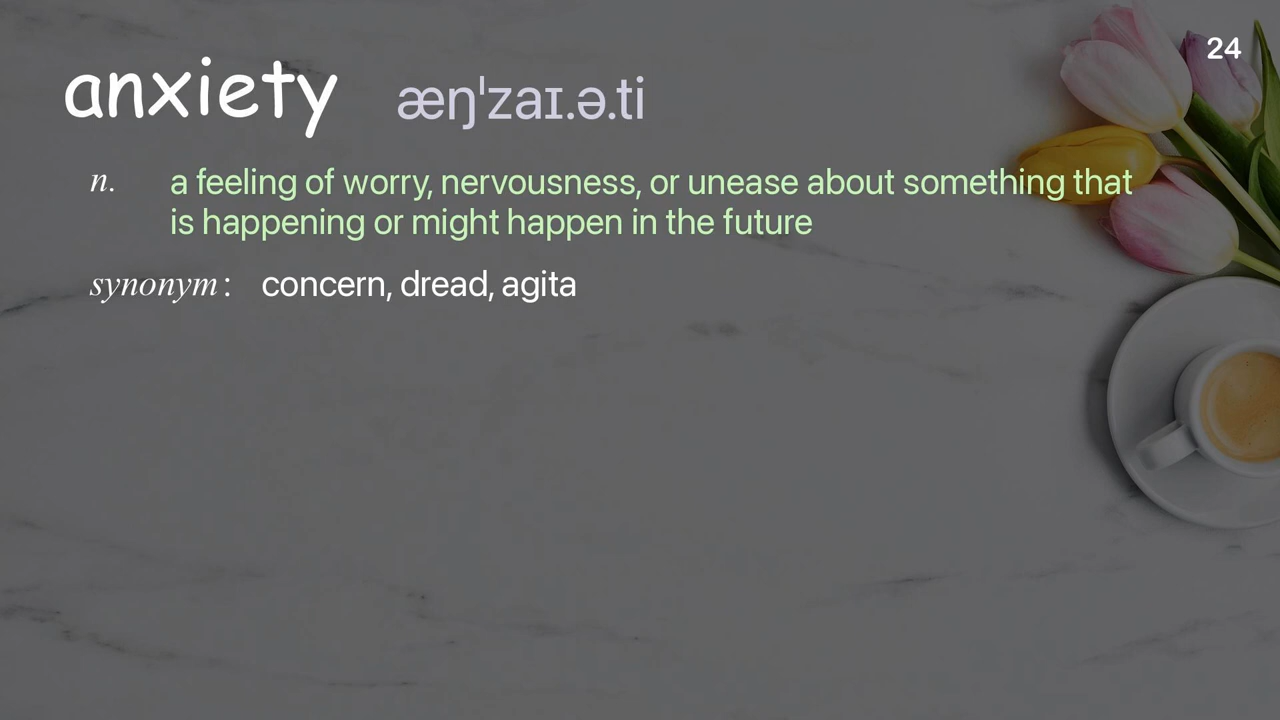 24
anxiety æŋˈzaɪ.ə.ti
n. a feeling of worry, nervousness, or unease about something that
is happening or might happen in the future
synonym: concern, dread, agita